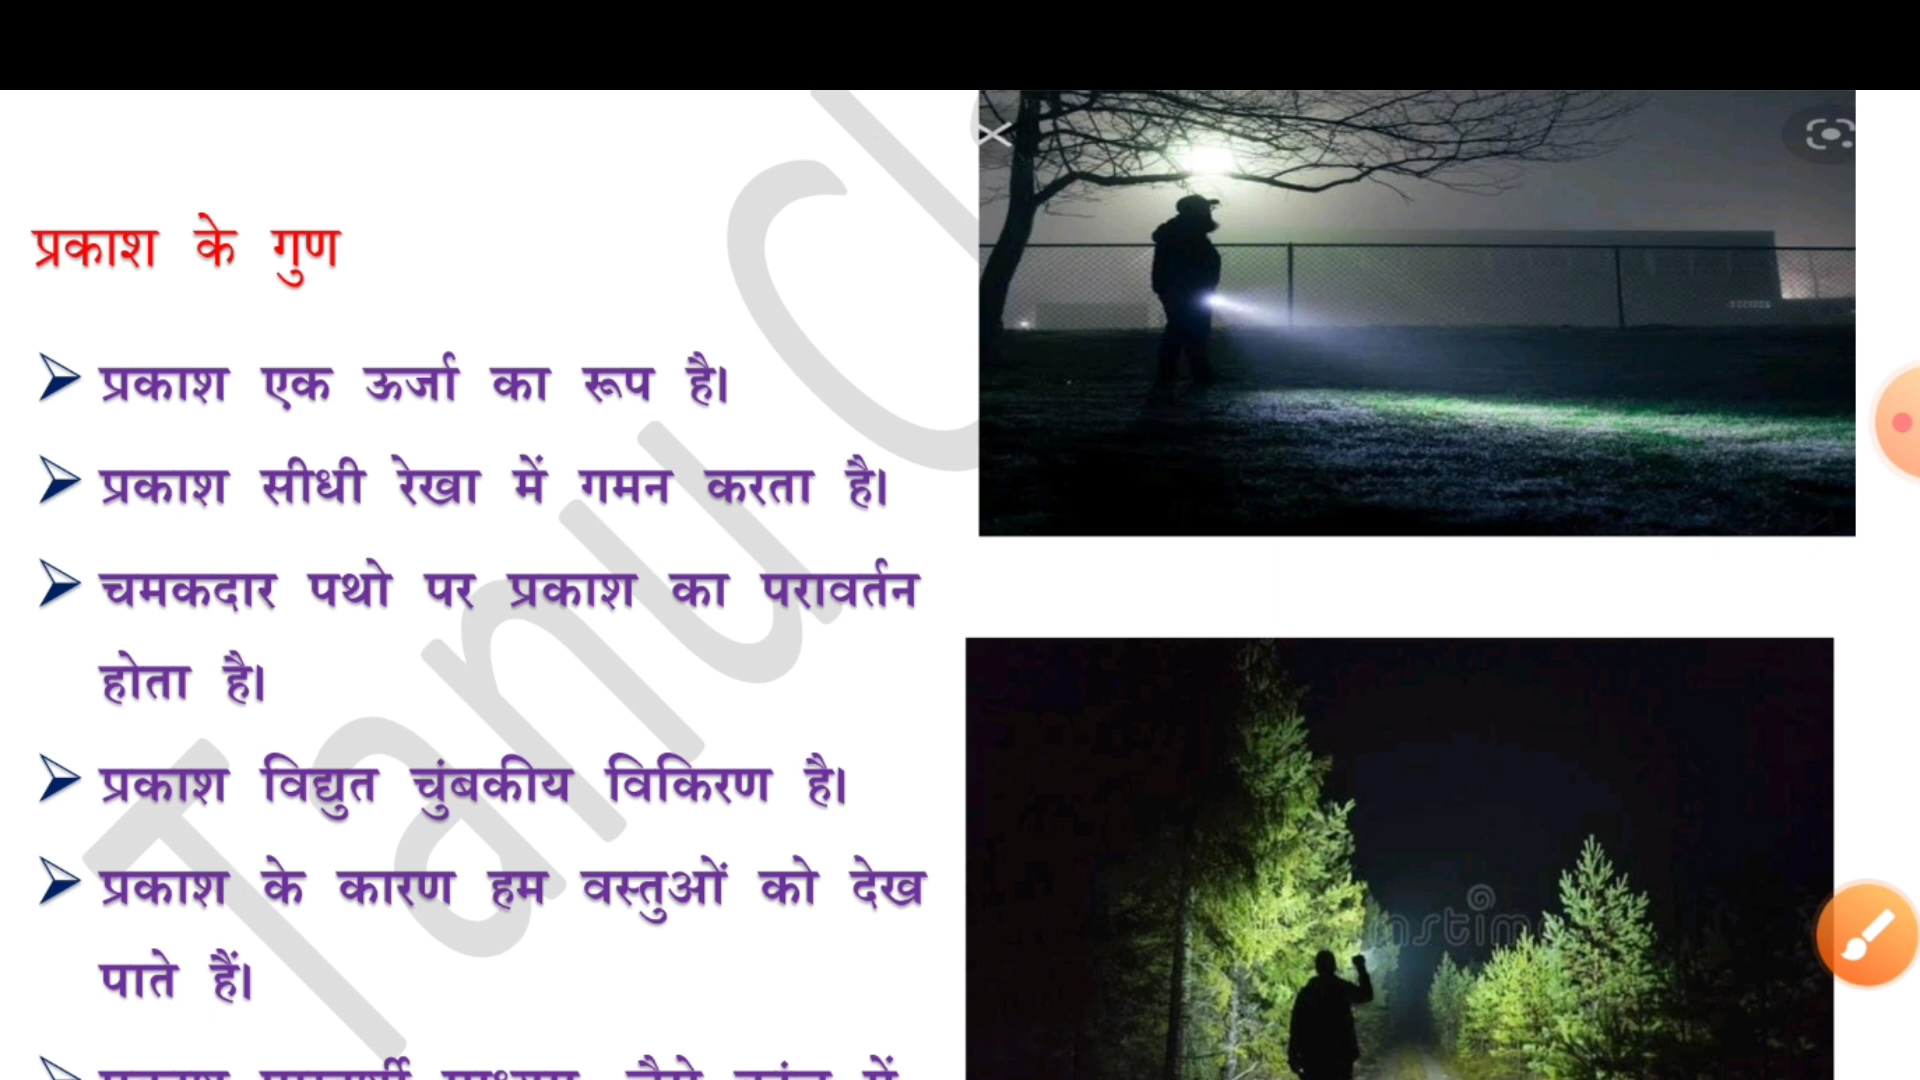 प्रकाश के गुण
प्रकाश एक ऊर्जा का रूप है।
प्रकाश सीधी रेखा में गमन करता है।
चमकदार पथो पर प्रकाश का परावर्तन
होता है।
प्रकाश विद्युत चुंबकीय विकिरण है।
प्रकाश के कारण हम वस्तुओं को देख
पाते हैं।
Tanu